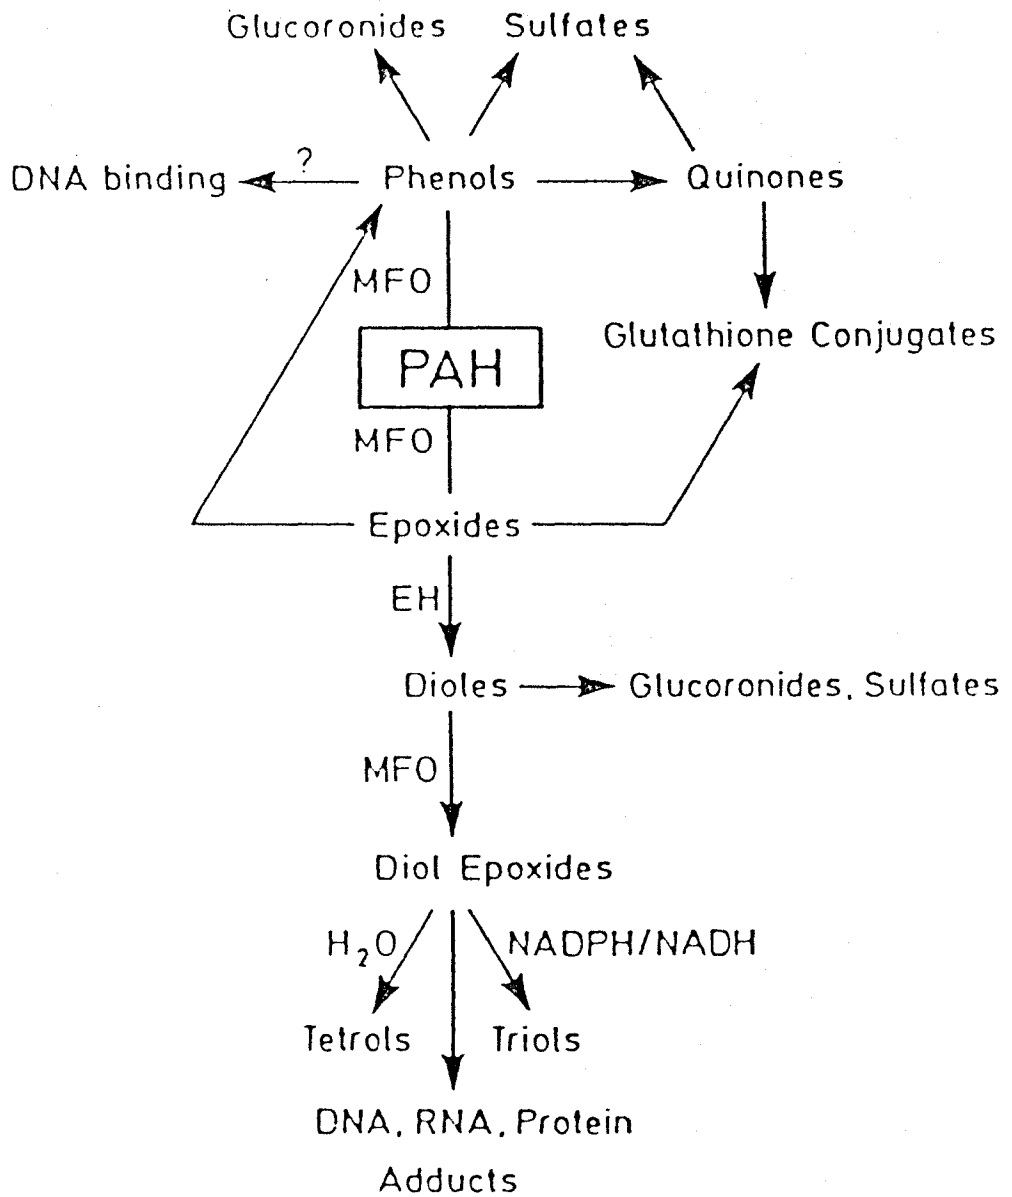 Glucoronides Sulfates
?
DNA binding Phenols Quinones
MFO
Glutathione Conjugates
PAH
MFO
Epoxides
EH
Dioles Glucoronides, Sulfates
MFO
Diol Epoxides
H₂O NADPH/NADH
Tetrols Triols
DNA, RNA, Protein
Adducts